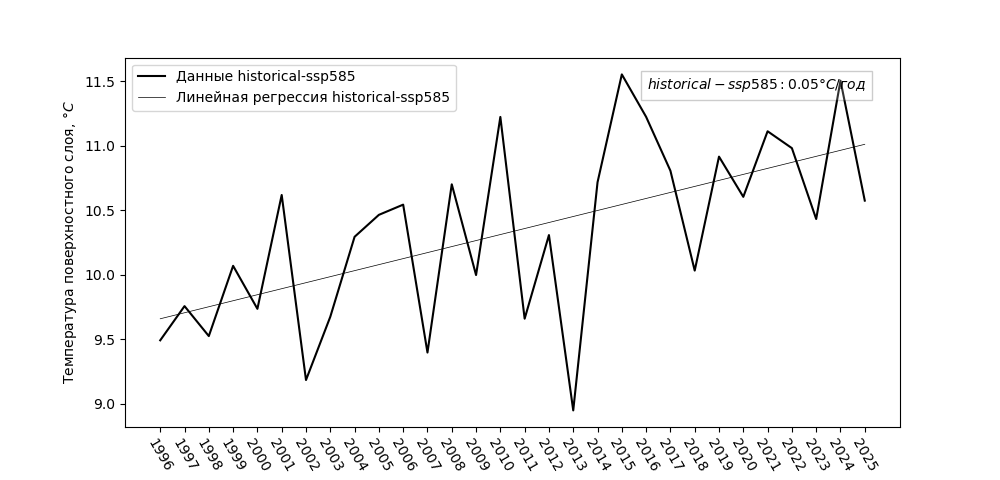 Данные historical-ssp585
Линейная регрессия historical-ssp585
historical − ssp585 : 0.05°C/год
Температура поверхностного слоя, °C
11.5
11.0
10.5
10.0
9.5
9.0
1996 1997 1998 1999 2000 2001 2002 2003 2004 2005 2006 2007 2008 2009 2010 2011 2012 2013 2014 2015 2016 2017 2018 2019 2020 2021 2022 2023 2024 2025